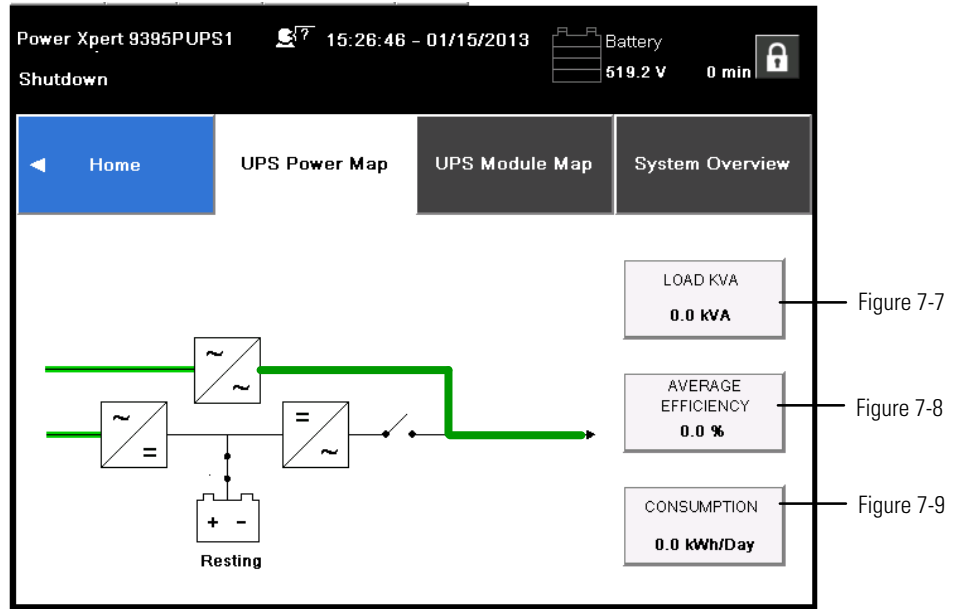 Power Xpert 9395PUPS1
? 15:26:46 - 01/15/2013
Battery
Shutdown
519.2 V 0 min
Home
UPS Power Map
UPS Module Map
System Overview
LOAD KVA
0.0 kVA
Figure 7-7
~
~
AVERAGE
EFFICIENCY
0.0 %
Figure 7-8
~
=
=
~
CONSUMPTION
0.0 kWh/Day
Figure 7-9
+ -
Resting